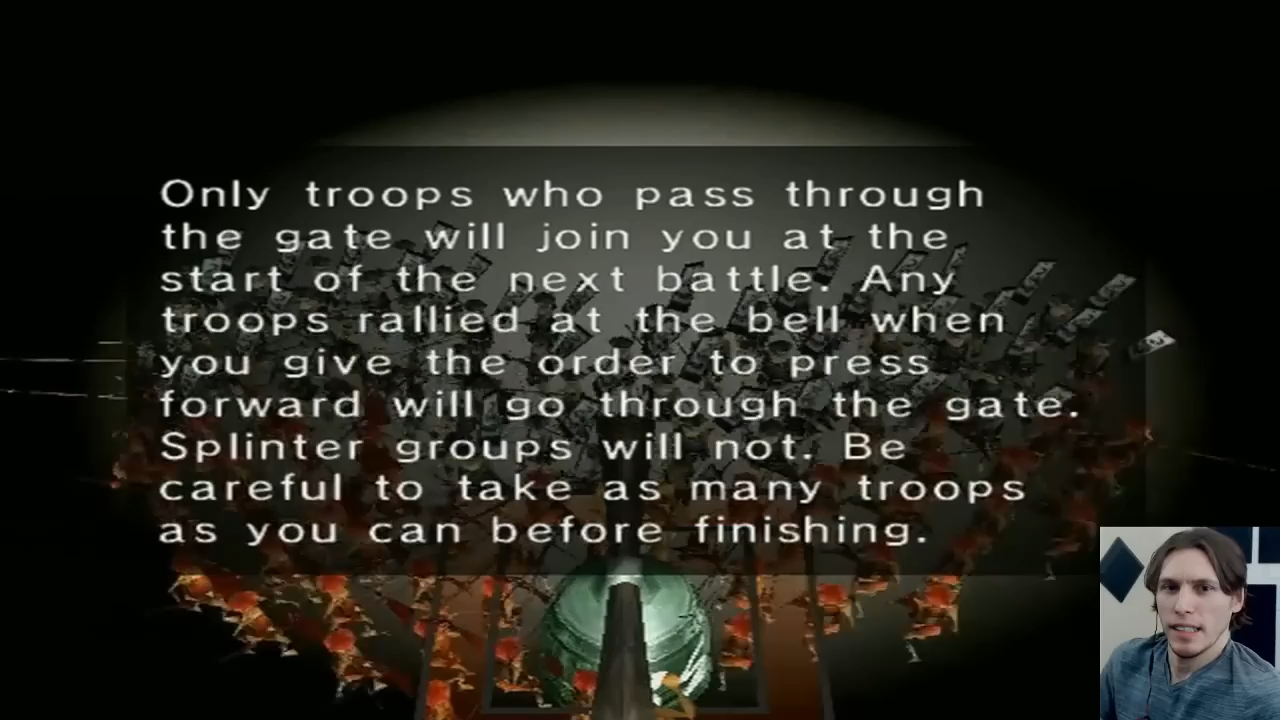 Only troops who pass through
the gate will join you at the
start of the next battle. Any
troops rallied at the bell when
you give the order to press
forward will go through the gate.
Splinter groups will not. Be
careful to take as many troops
as you can before finishing.